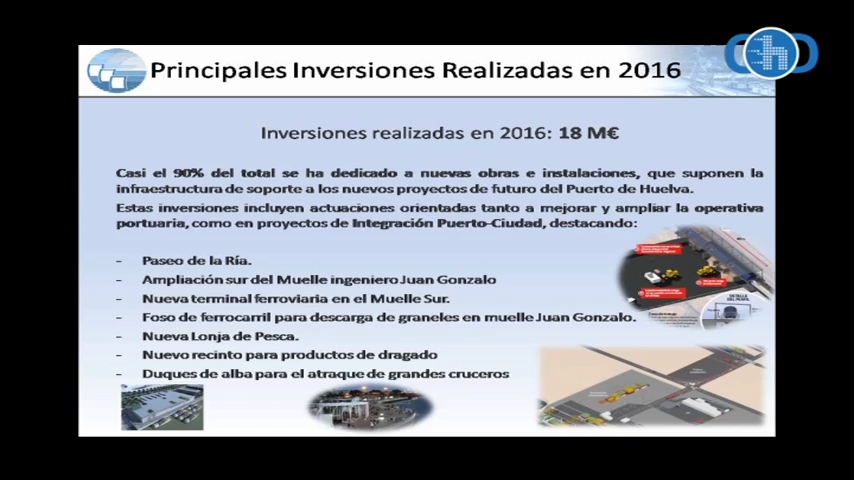 Principales Inversiones Realizadas en 2016
Inversiones realizadas en 2016: 18 M€
Casi el 90% del total se ha dedicado a nuevas obras e instalaciones, que suponen la
infraestructura de soporte a los nuevos proyectos de futuro del Puerto de Huelva.
Estas inversiones incluyen actuaciones orientadas tanto a mejorar y ampliar la operativa
portuaria, como en proyectos de Integración Puerto-Ciudad, destacando:
- Paseo de la Ría.
- Ampliación sur del Muelle ingeniero Juan Gonzalo
- Nueva terminal ferroviaria en el Muelle Sur.
- Foso de ferrocarril para descarga de graneles en muelle Juan Gonzalo.
- Nueva Lonja de Pesca.
- Nuevo recinto para productos de dragado
- Duques de alba para el atraque de grandes cruceros